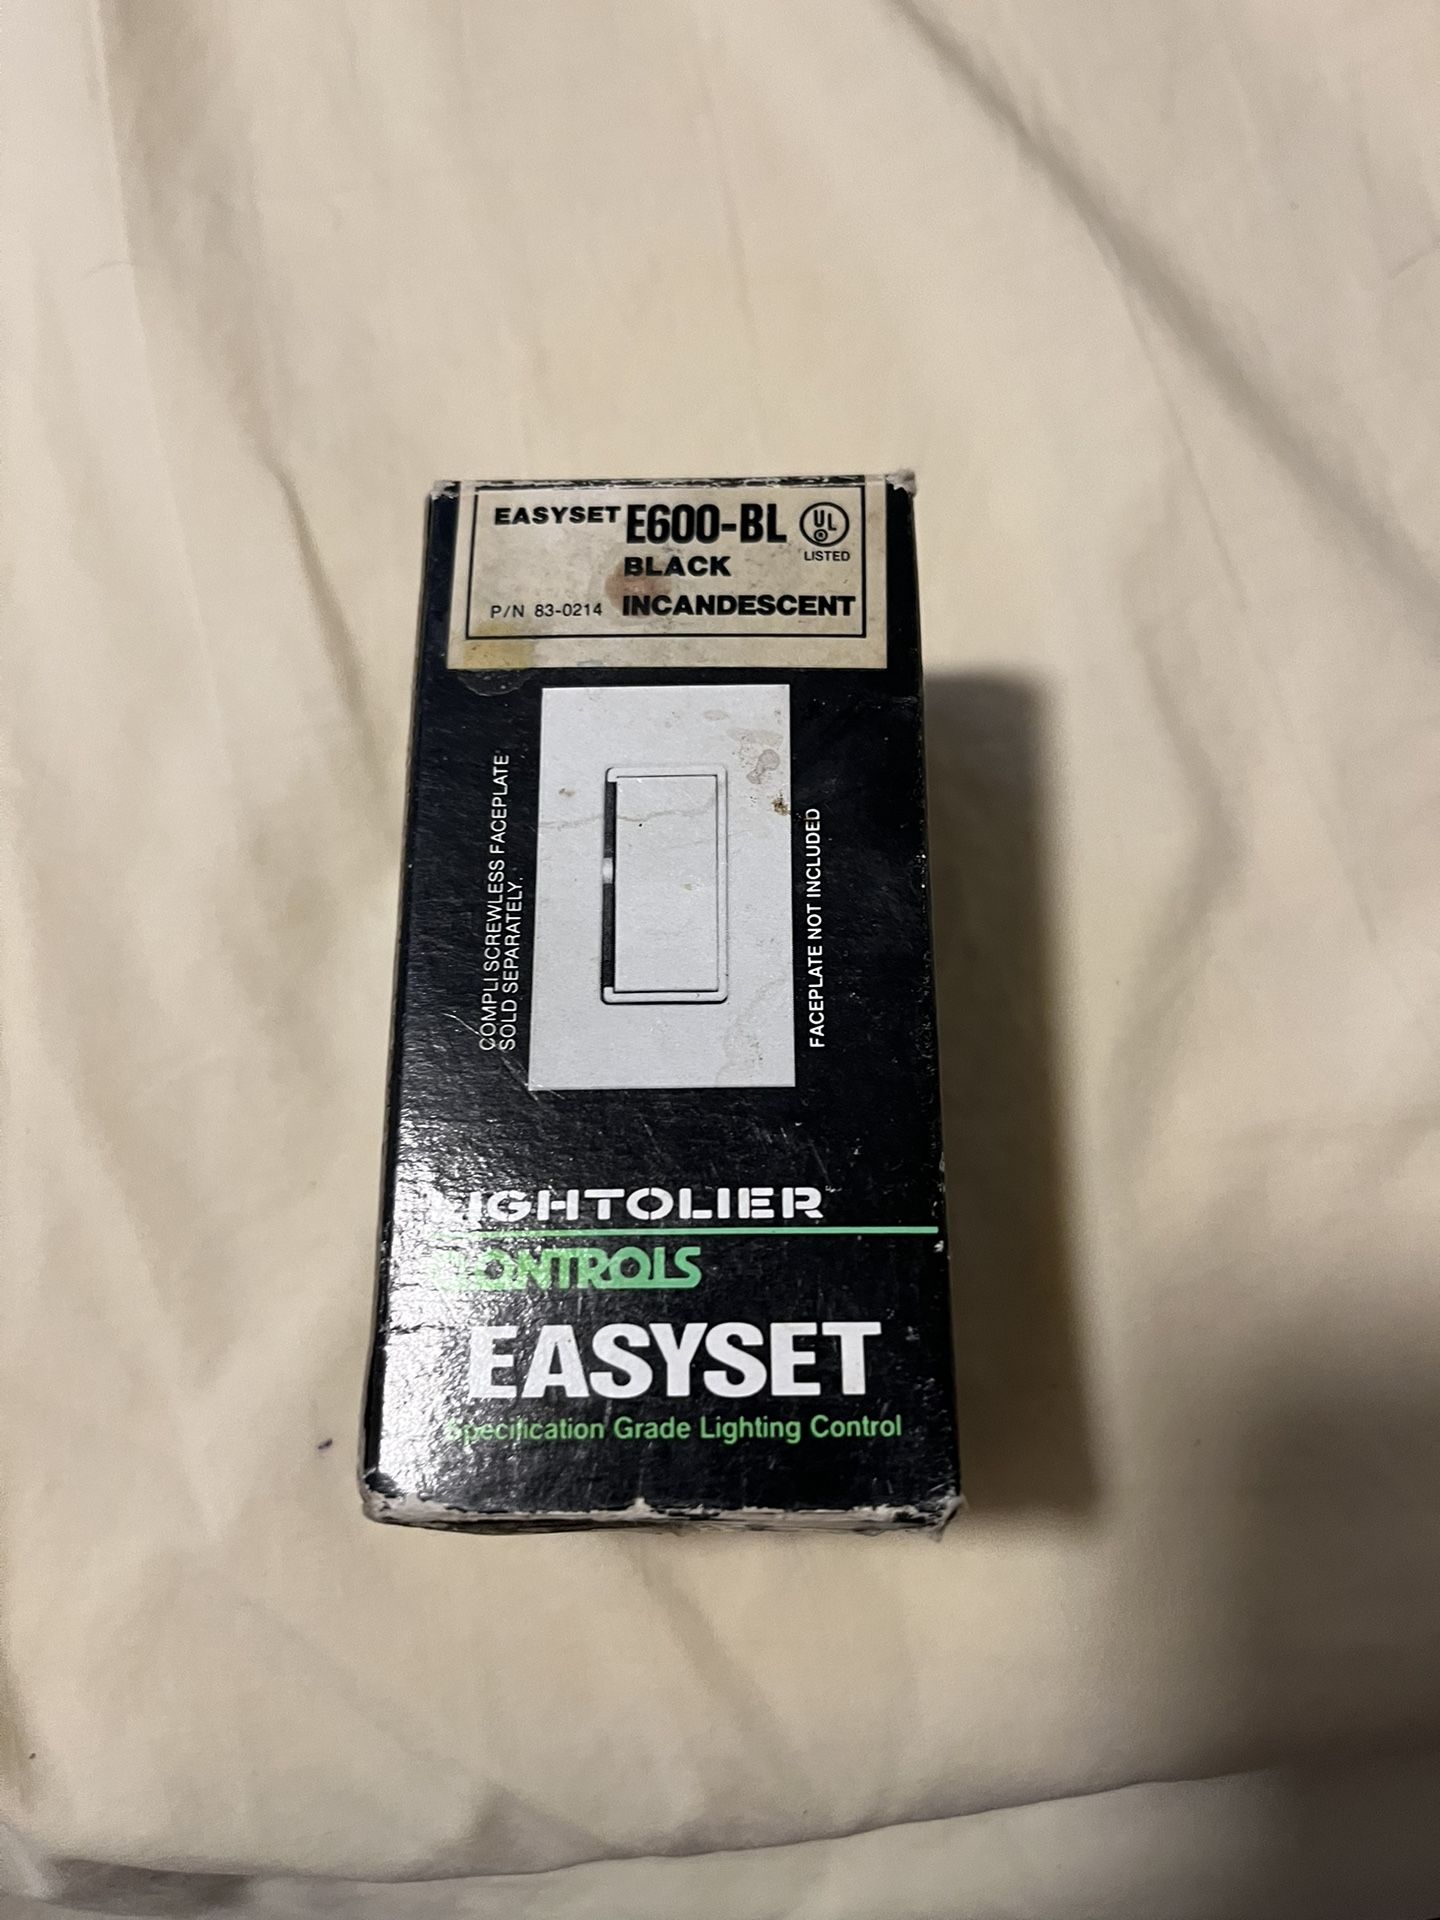 EASYSET E600-BL UL
BLACK LISTED
P/N 83-0214 INCANDESCENT
COMPLI SCREWLESS FACEPLATE
SOLD SEPARATELY.
FACEPLATE NOT INCLUDED
LIGHTOLIER
CONTROLS
EASYSET
Specification Grade Lighting Control